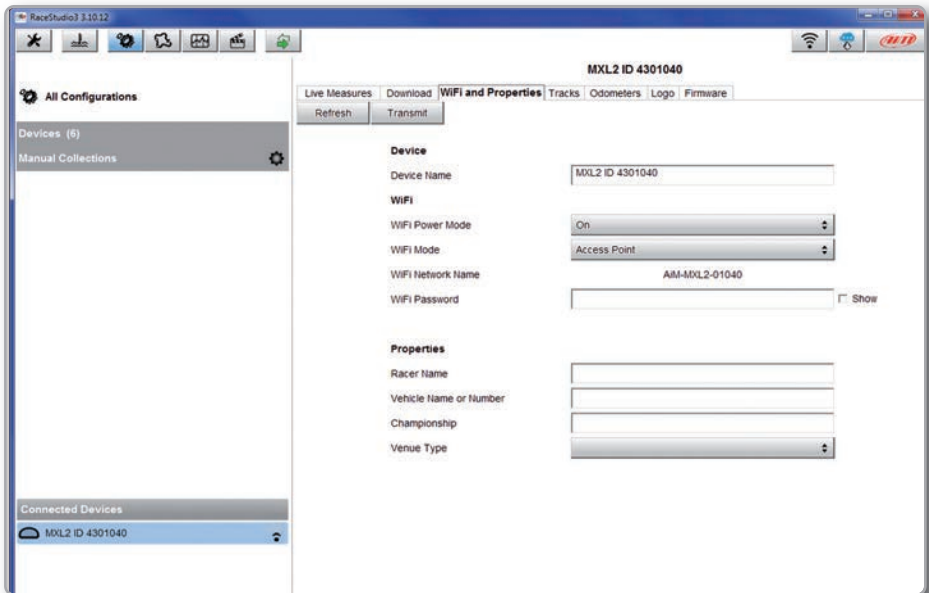 RaceStudio3 3.10.12
AiM
MXL2 ID 4301040
All Configurations
Live Measures Download WiFi and Properties Tracks Odometers Logo Firmware
Refresh Transmit
Devices (6)
Manual Collections
Device
Device Name MXL2 ID 4301040
WiFi
WiFi Power Mode On
WiFi Mode Access Point
WiFi Network Name AiM-MXL2-01040
WiFi Password Show
Properties
Racer Name
Vehicle Name or Number
Championship
Venue Type
Connected Devices
MXL2 ID 4301040